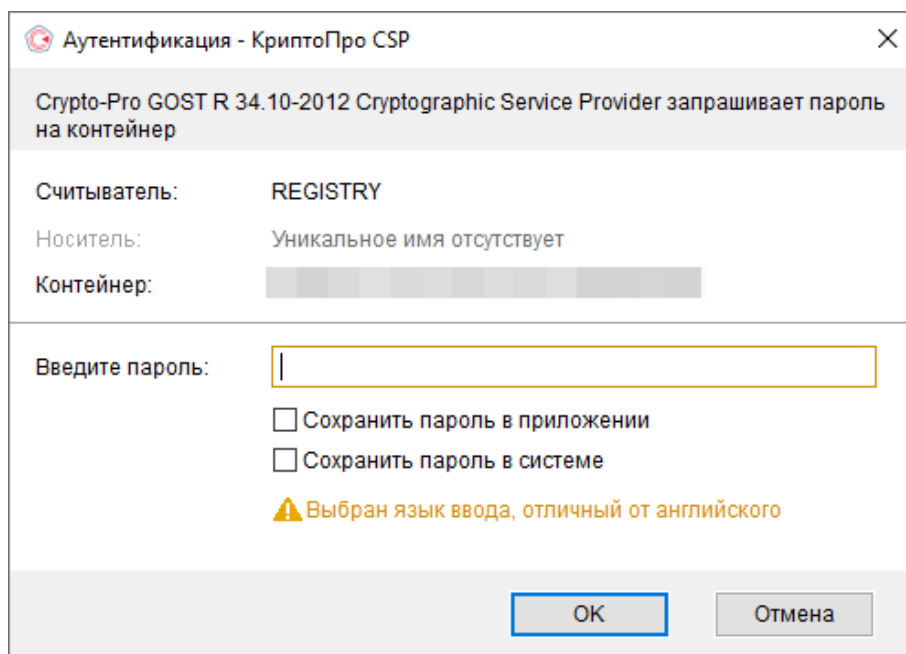 Аутентификация - КриптоПро CSP
Crypto-Pro GOST R 34.10-2012 Cryptographic Service Provider запрашивает пароль
на контейнер
Считыватель: REGISTRY
Носитель: Уникальное имя отсутствует
Контейнер:
Введите пароль:
Сохранить пароль в приложении
Сохранить пароль в системе
Выбран язык ввода, отличный от английского
OK Отмена